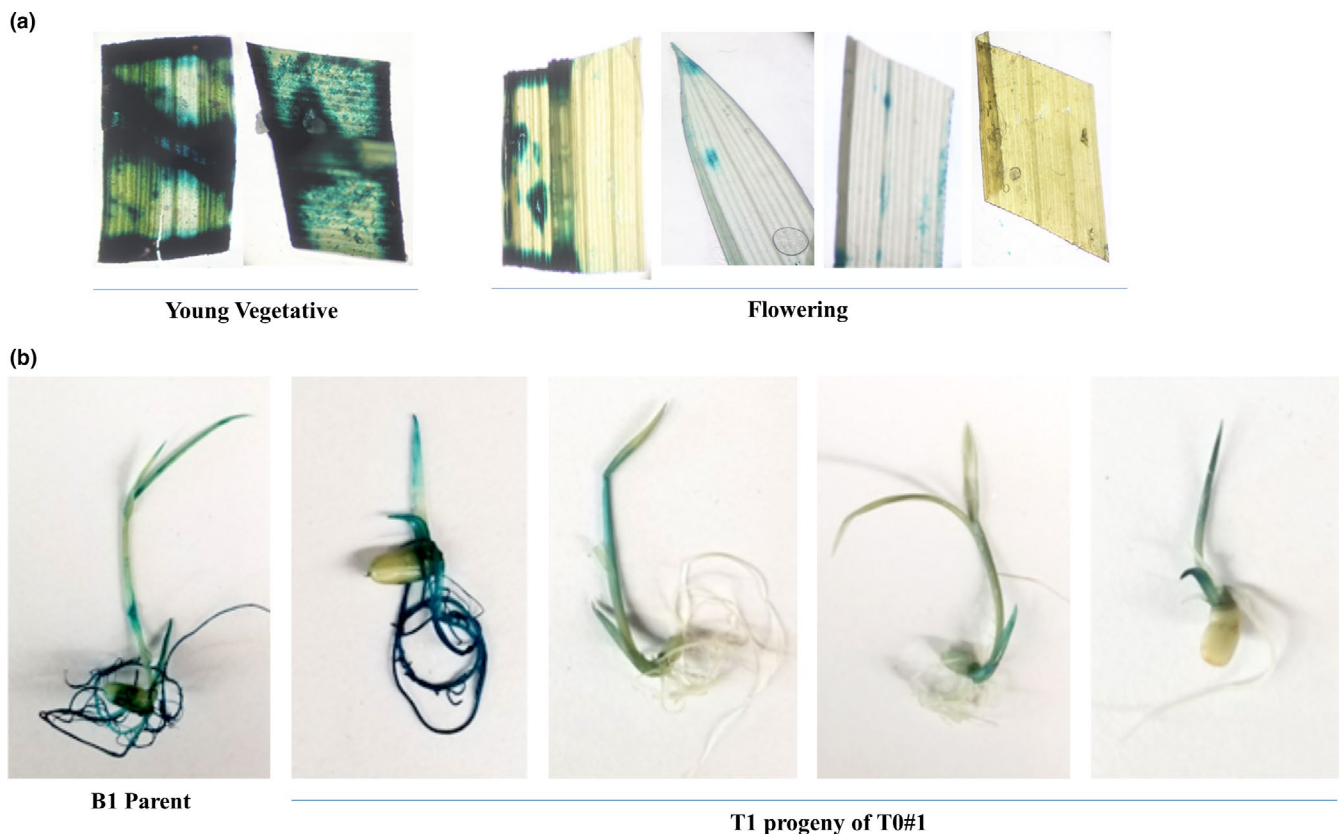 (a)
Young Vegetative
Flowering
(b)
B1 Parent
T1 progeny of T0#1